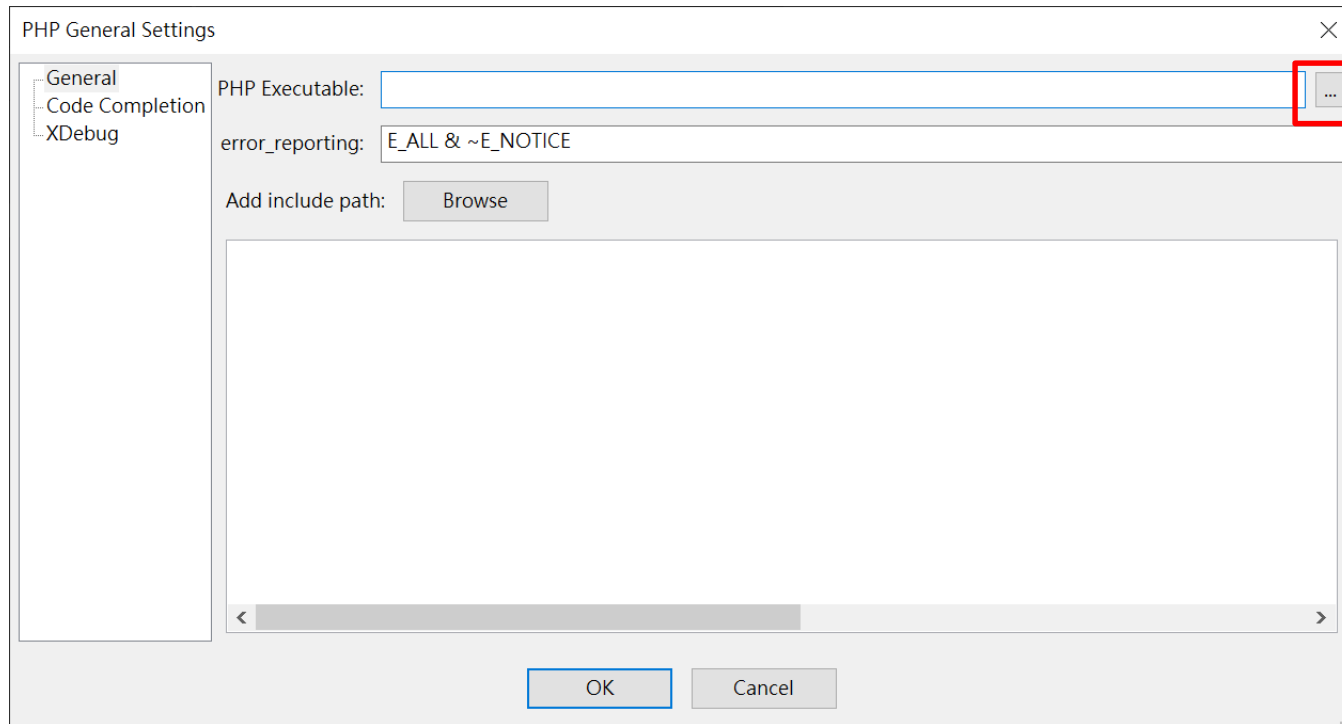 PHP General Settings
General
Code Completion
XDebug
PHP Executable:
...
error_reporting:
E_ALL & ~E_NOTICE
Add include path:
Browse
OK
Cancel